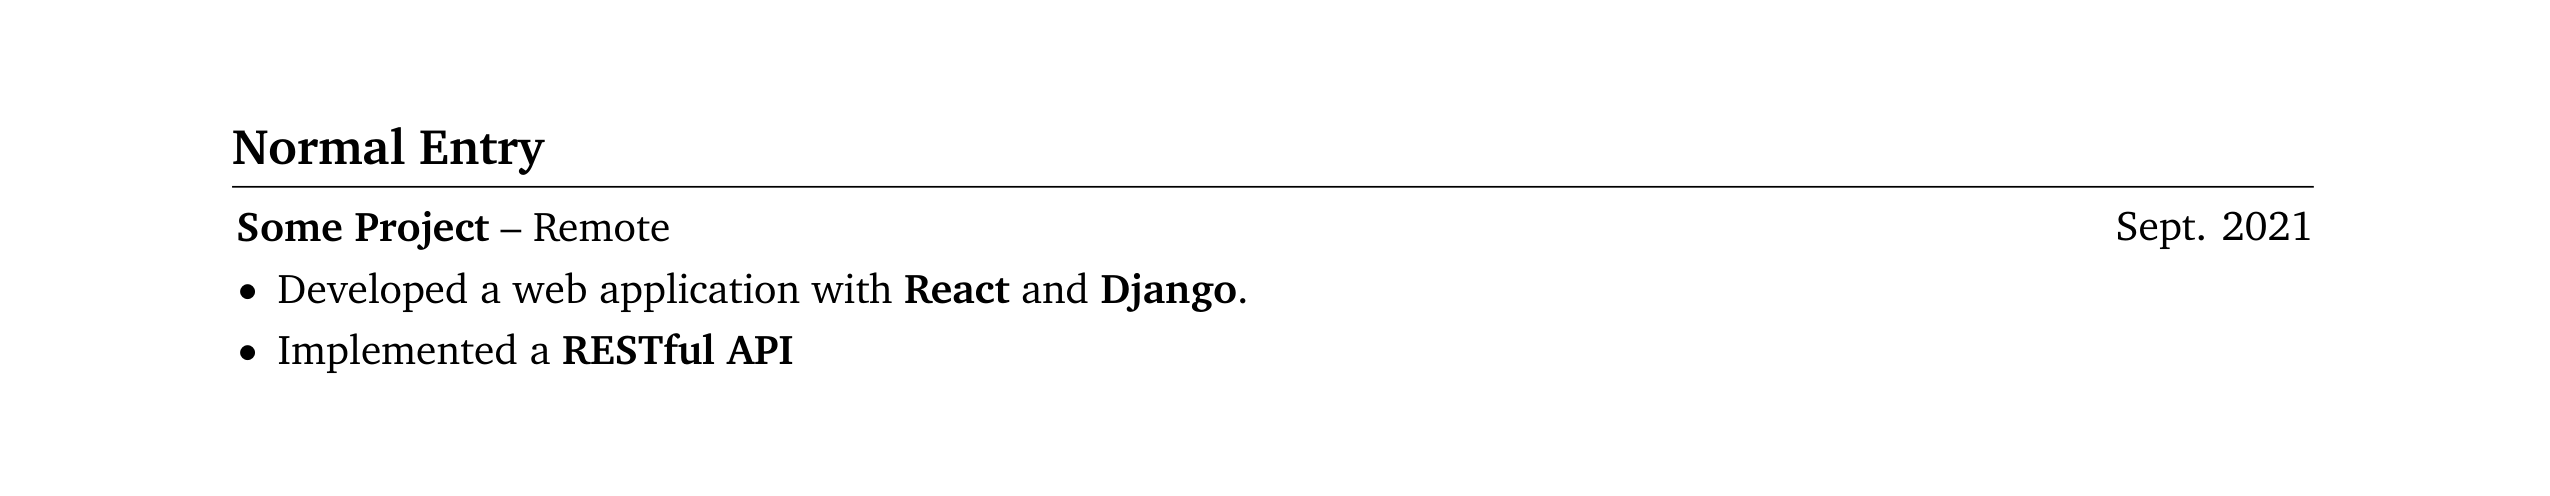 Normal Entry
Some Project – Remote Sept. 2021
• Developed a web application with React and Django.
• Implemented a RESTful API